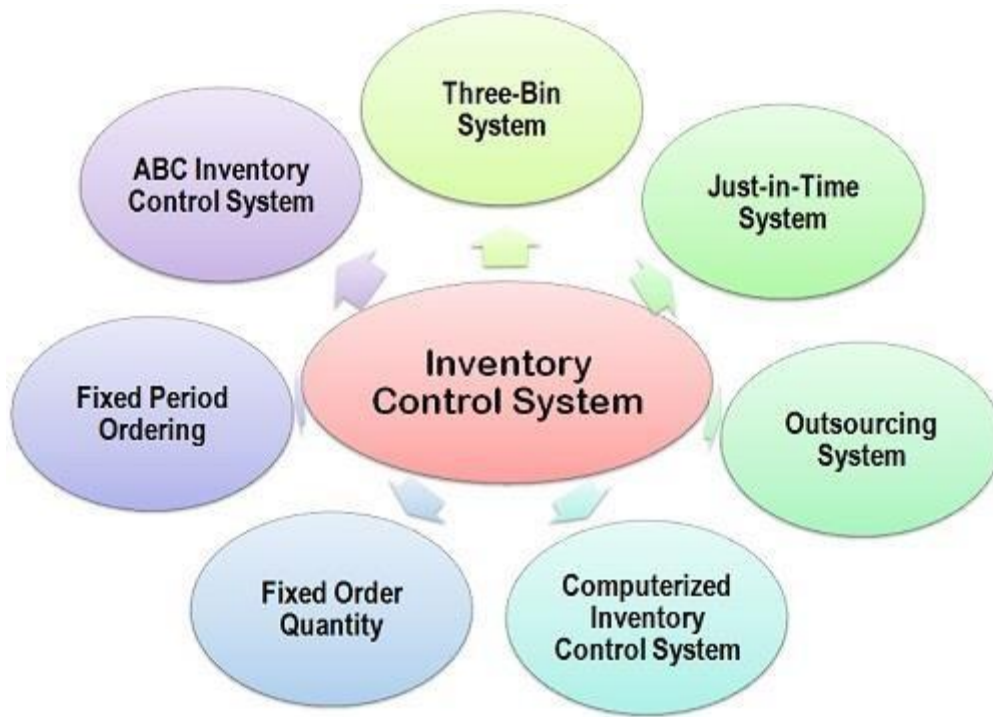 Three-Bin
System
Just-in-Time
System
Outsourcing
System
Computerized
Inventory
Control System
Fixed Order
Quantity
Fixed Period
Ordering
ABC Inventory
Control System
Inventory
Control System